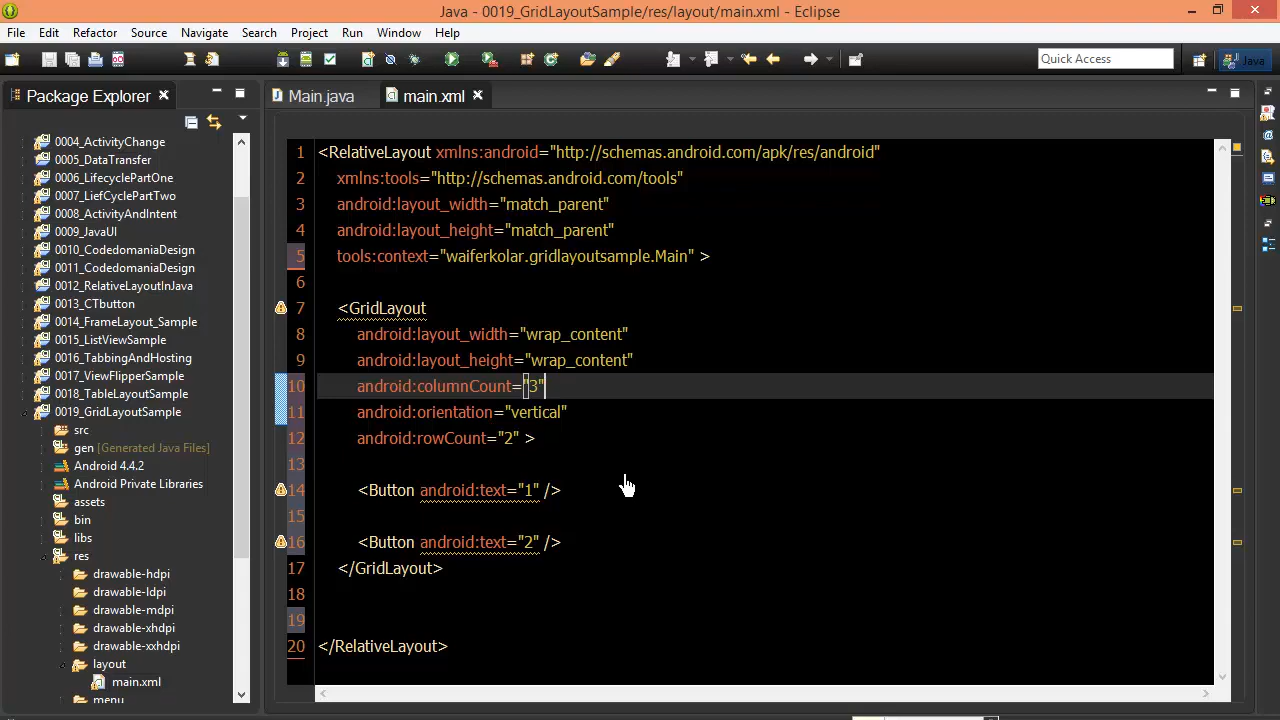 Java - 0019_GridLayoutSample/res/layout/main.xml - Eclipse
File Edit Refactor Source Navigate Search Project Run Window Help
Quick Access
Java
Package Explorer
Main.java
main.xml
0004_ActivityChange
0005_DataTransfer
0006_LifecyclePartOne
0007_LiefCyclePartTwo
0008_ActivityAndIntent
0009_JavaUI
0010_CodedomaniaDesign
0011_CodedomaniaDesign
0012_RelativeLayoutInJava
0013_CTbutton
0014_FrameLayout_Sample
0015_ListViewSample
0016_TabbingAndHosting
0017_ViewFlipperSample
0018_TableLayoutSample
0019_GridLayoutSample
src
gen [Generated Java Files]
Android 4.4.2
Android Private Libraries
assets
bin
libs
res
drawable-hdpi
drawable-ldpi
drawable-mdpi
drawable-xhdpi
drawable-xxhdpi
layout
main.xml
menu
1 <RelativeLayout xmlns:android="http://schemas.android.com/apk/res/android"
2 xmlns:tools="http://schemas.android.com/tools"
3 android:layout_width="match_parent"
4 android:layout_height="match_parent"
5 tools:context="waiferkolar.gridlayoutsample.Main" >
6
7 <GridLayout
8 android:layout_width="wrap_content"
9 android:layout_height="wrap_content"
10 android:columnCount="3"
11 android:orientation="vertical"
12 android:rowCount="2" >
13
14 <Button android:text="1" />
15
16 <Button android:text="2" />
17 </GridLayout>
18
19
20 </RelativeLayout>